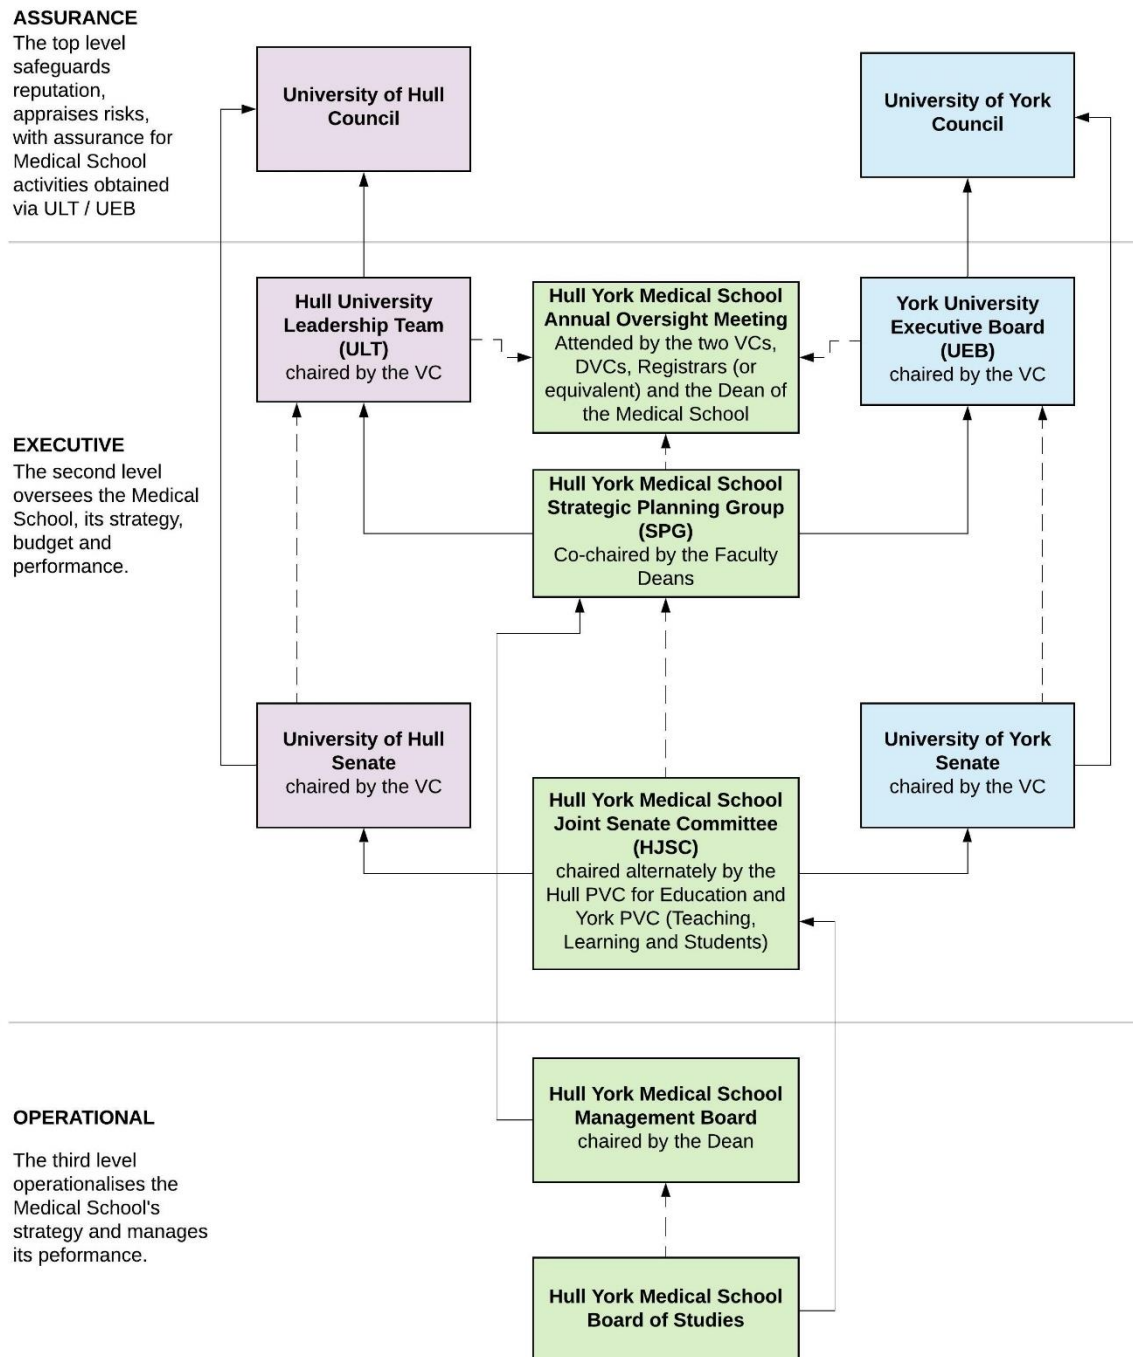 ASSURANCE
The top level
safeguards
reputation,
appraises risks,
with assurance for
Medical School
activities obtained
via ULT / UEB
University of Hull
Council
University of York
Council
EXECUTIVE
The second level
oversees the Medical
School, its strategy,
budget and
performance.
Hull University
Leadership Team
(ULT)
chaired by the VC
Hull York Medical School
Annual Oversight Meeting
Attended by the two VCs,
DVCs, Registrars (or
equivalent) and the Dean of
the Medical School
York University
Executive Board
(UEB)
chaired by the VC
Hull York Medical School
Strategic Planning Group
(SPG)
Co-chaired by the Faculty
Deans
University of Hull
Senate
chaired by the VC
Hull York Medical School
Joint Senate Committee
(HJSC)
chaired alternately by the
Hull PVC for Education and
York PVC (Teaching,
Learning and Students)
University of York
Senate
chaired by the VC
OPERATIONAL
The third level
operationalises the
Medical School's
strategy and manages
its peformance.
Hull York Medical School
Management Board
chaired by the Dean
Hull York Medical School
Board of Studies